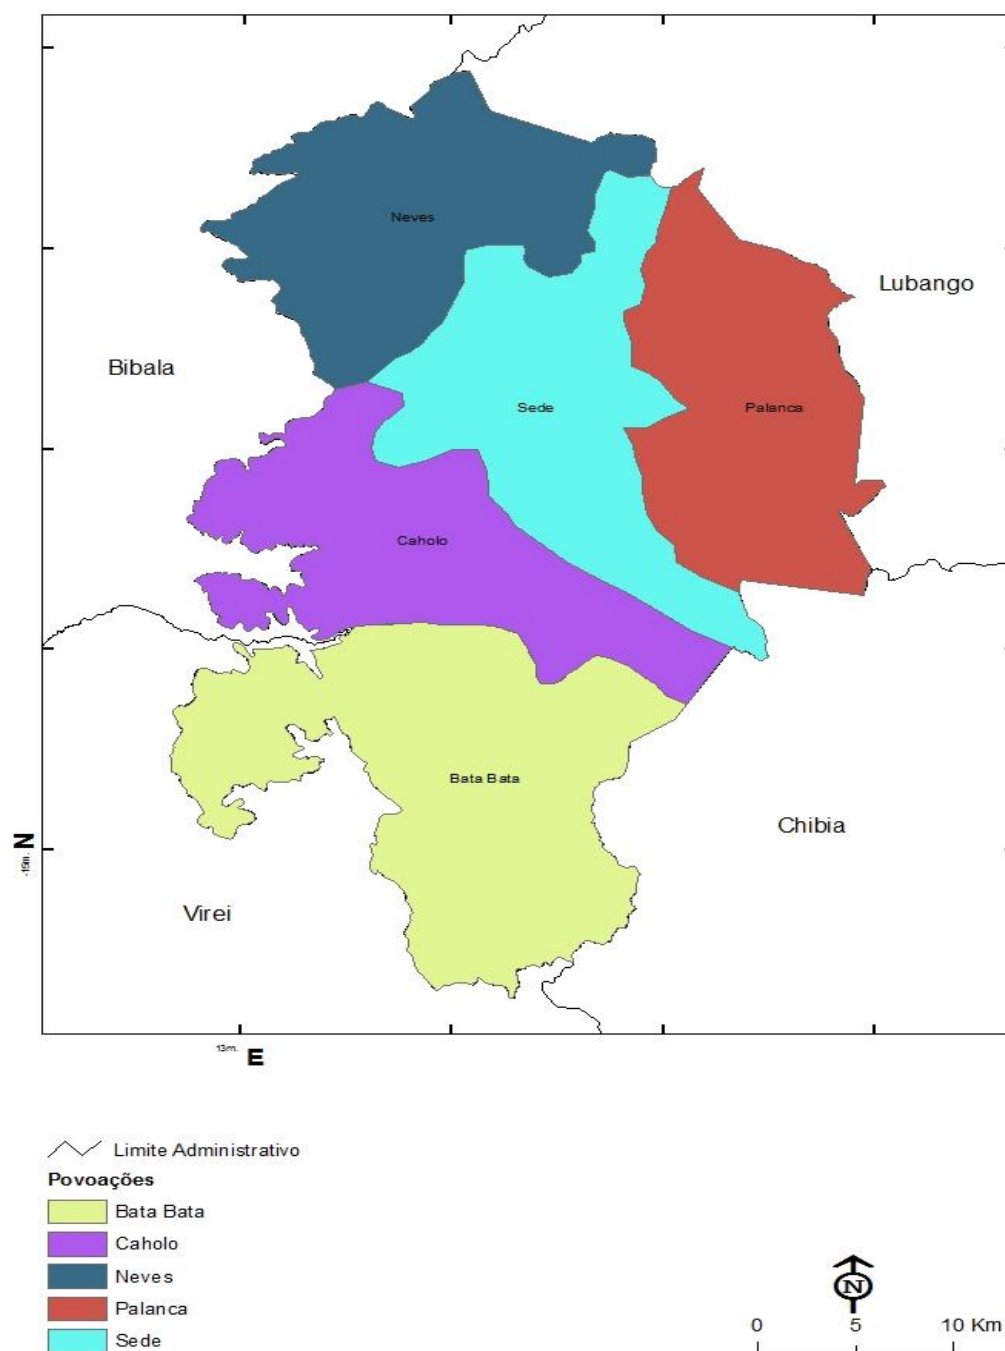 Neves
Lubango
Bibala
Sede
Palanca
Caholo
Bata Bata
Chibia
Virei
N
E
13m.
Limite Administrativo
Povoações
Bata Bata
Caholo
Neves
Palanca
Sede
N
0 5 10 Km